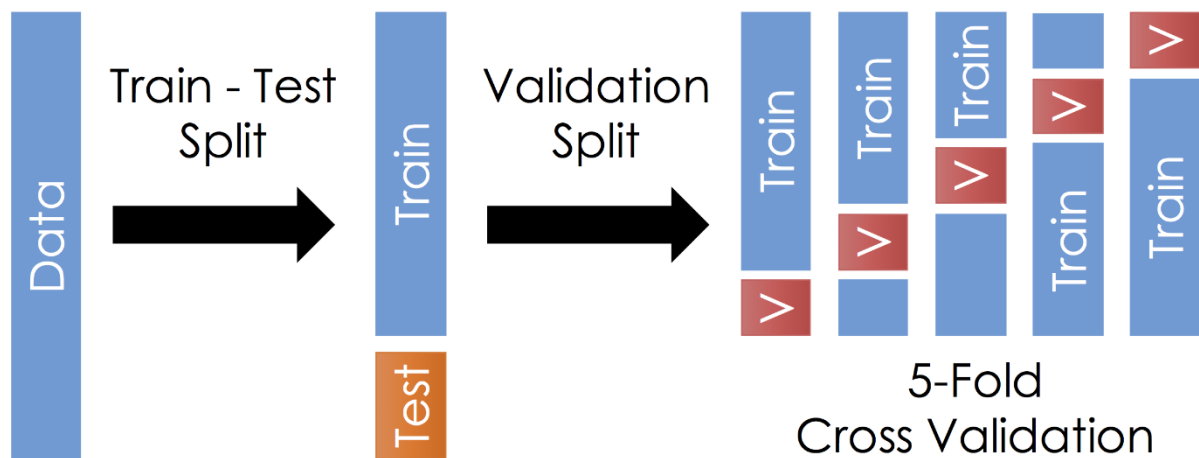 Data
Train - Test
Split
Train
Test
Validation
Split
Train
V
Train
V
Train
V
V
Train
V
Train
5-Fold
Cross Validation